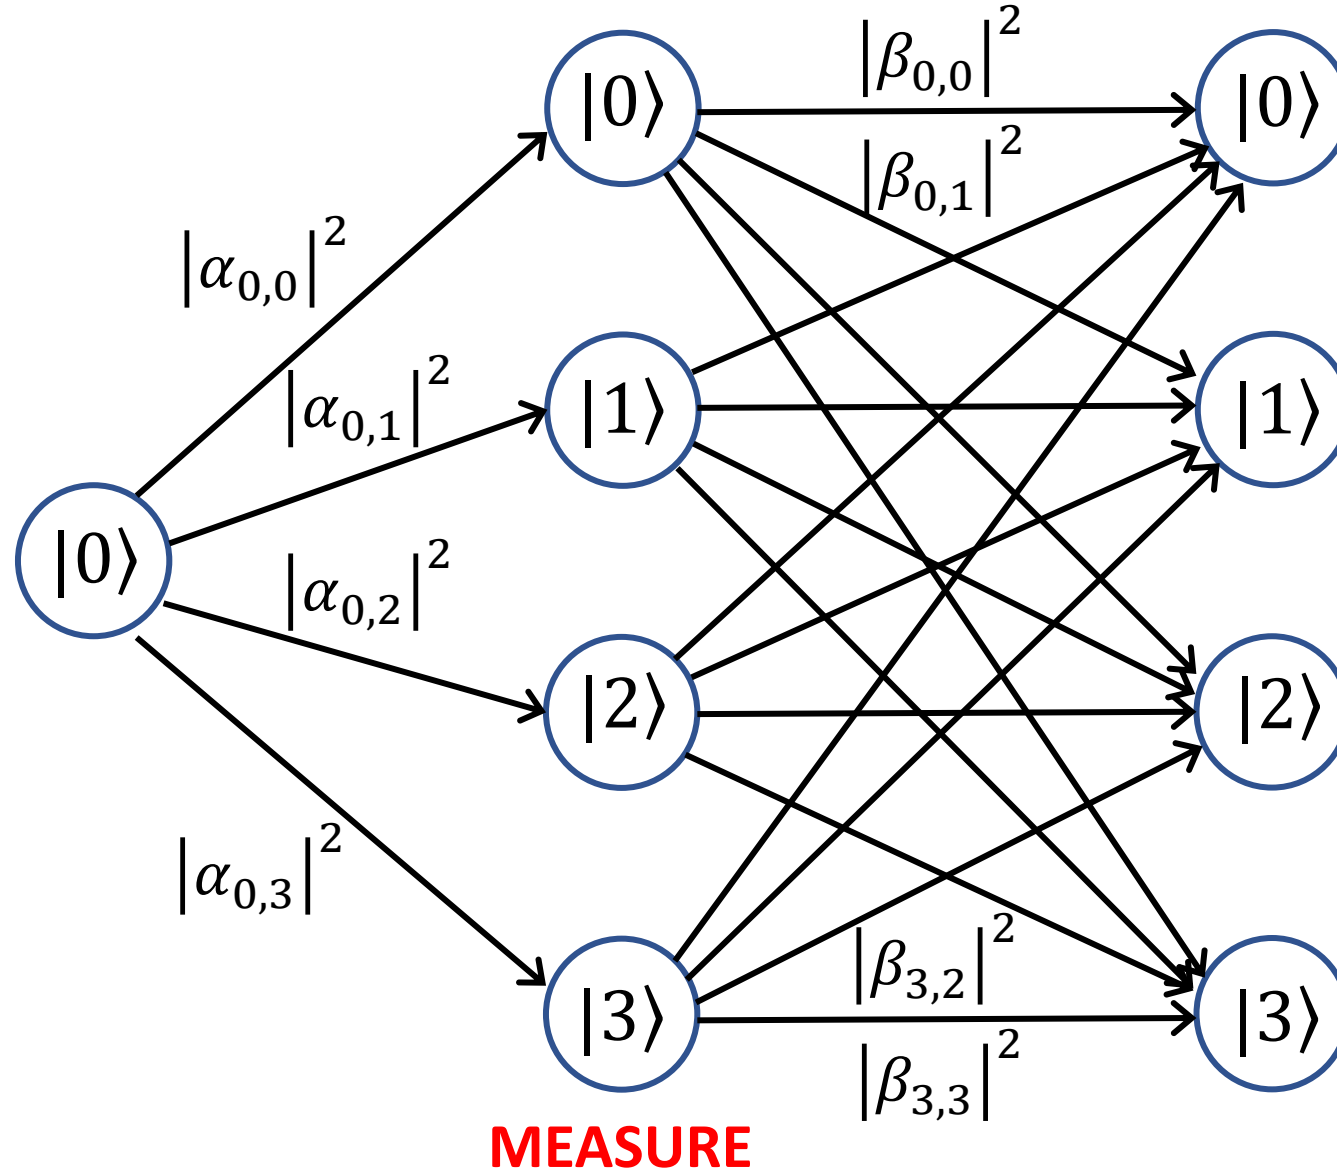 |β₀,₀|²
|0⟩ |0⟩
|β₀,₁|²
|α₀,₀|²
|α₀,₁|²
|1⟩ |1⟩
|0⟩
|α₀,₂|²
|2⟩ |2⟩
|α₀,₃|²
|β₃,₂|²
|3⟩ |3⟩
|β₃,₃|²
MEASURE